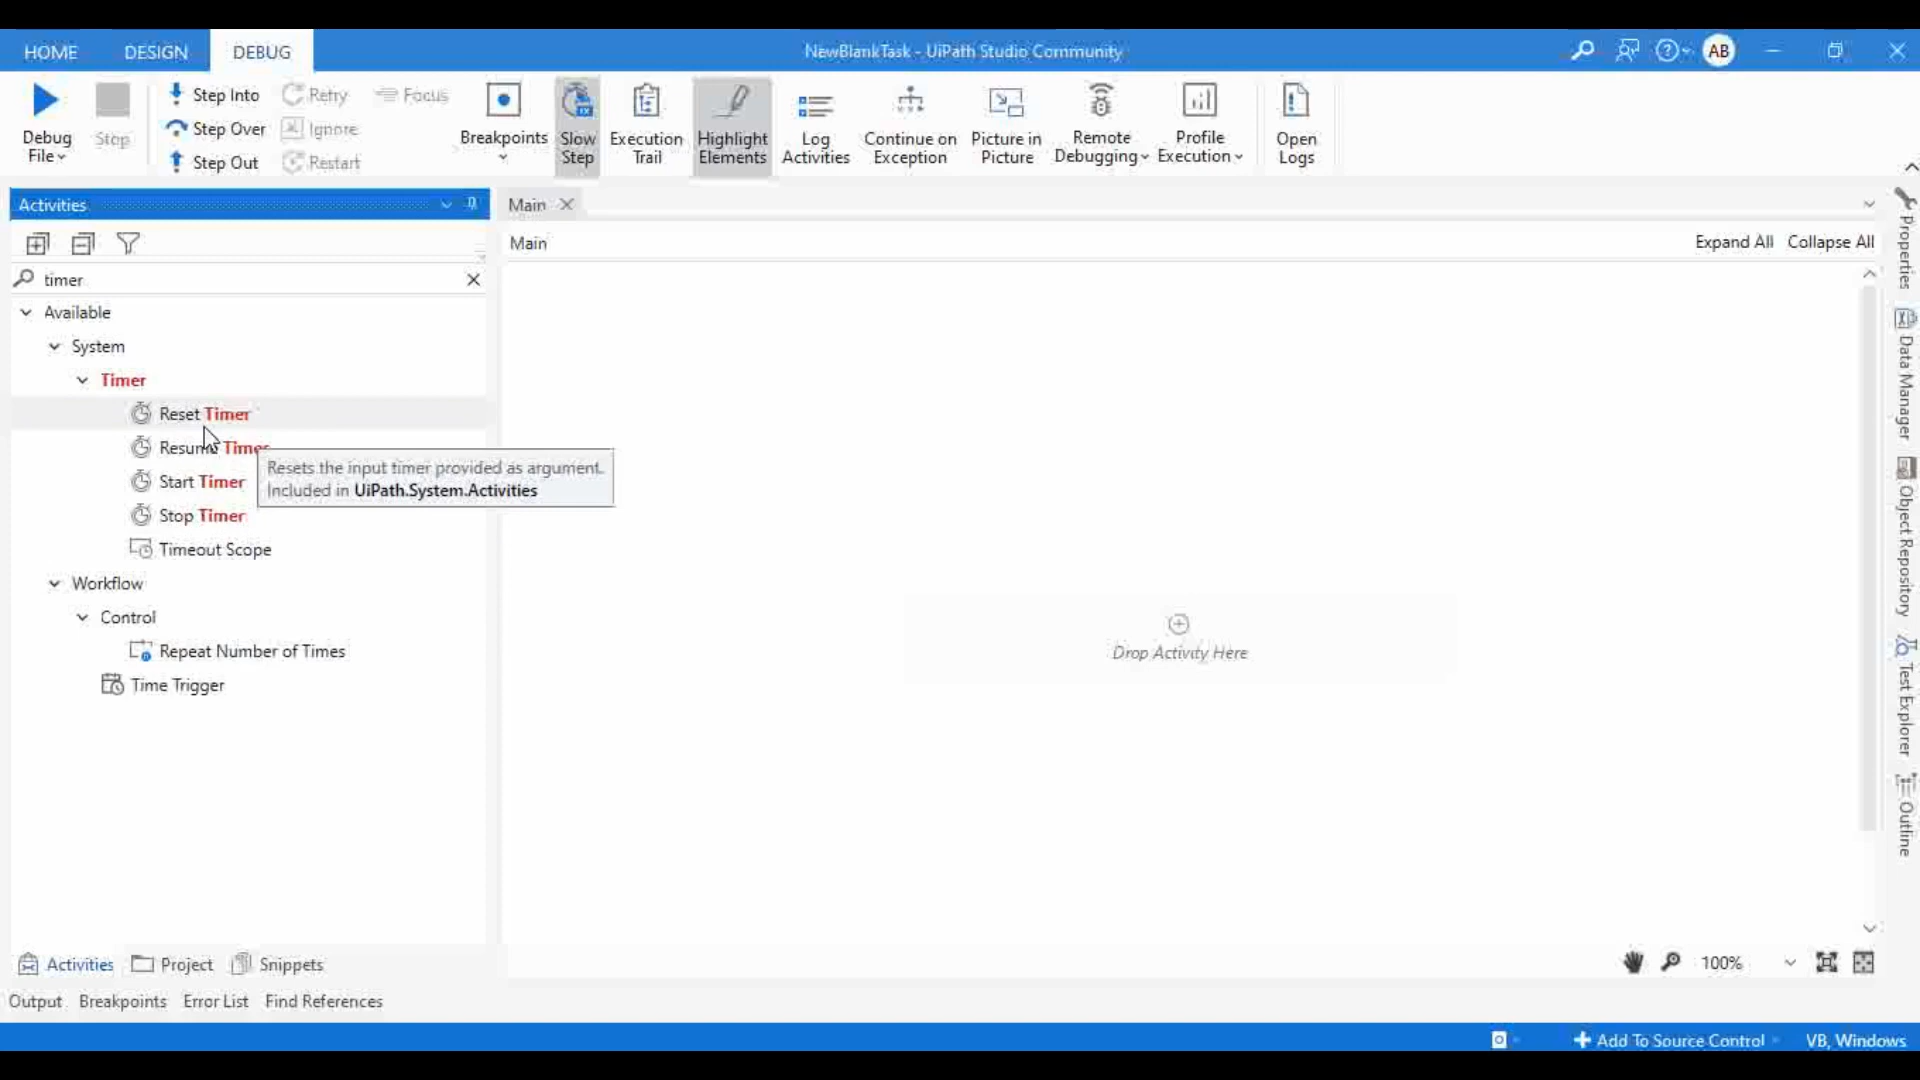 HOME DESIGN DEBUG NewBlankTask - UiPath Studio Community AB
Debug File
Stop
Step Into
Step Over
Step Out
Retry
Ignore
Restart
Focus
Breakpoints
Slow Step
Execution Trail
Highlight Elements
Log Activities
Continue on Exception
Picture in Picture
Remote Debugging
Profile Execution
Open Logs
Activities
timer
Available
System
Timer
Reset Timer
Resume Timer
Resets the input timer provided as argument.
Included in UiPath.System.Activities
Start Timer
Stop Timer
Timeout Scope
Workflow
Control
Repeat Number of Times
Time Trigger
Main
Main
Expand All Collapse All
Drop Activity Here
Properties
Data Manager
Object Repository
Test Explorer
Outline
Activities Project Snippets
100%
Output Breakpoints Error List Find References
Add To Source Control VB, Windows